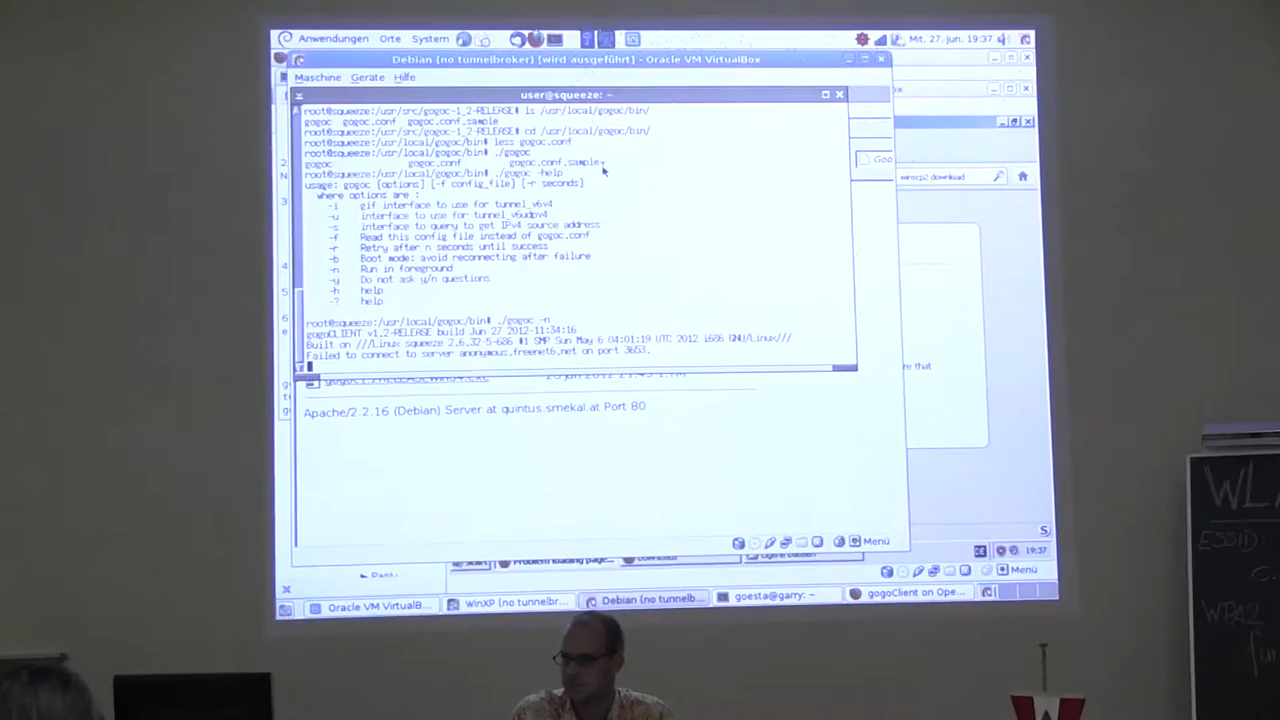 Anwendungen Orte System Mit. 27. Jun. 19:37
Debian (no tunnelbroker) [wird ausgeführt] - Oracle VM VirtualBox
Maschine Geräte Hilfe
user@squeeze: ~
root@squeeze:/usr/src/gogoc-1_2-RELEASE# ls /usr/local/gogoc/bin/
gogoc gogoc.conf gogoc.conf.sample
root@squeeze:/usr/src/gogoc-1_2-RELEASE# cd /usr/local/gogoc/bin/
root@squeeze:/usr/local/gogoc/bin# less gogoc.conf
root@squeeze:/usr/local/gogoc/bin# ./gogoc
gogoc gogoc.conf gogoc.conf.sample
root@squeeze:/usr/local/gogoc/bin# ./gogoc -help
usage: gogoc [options] [-f config_file] [-r seconds]
where options are :
-i gif interface to use for tunnel_v6v4
-u interface to use for tunnel_v6udpv4
-s interface to query to get IPv4 source address
-f Read this config file instead of gogoc.conf
-r Retry after n seconds until success
-b Boot mode: avoid reconnecting after failure
-n Run in foreground
-y Do not ask y/n questions
-h help
-? help
root@squeeze:/usr/local/gogoc/bin# ./gogoc -n
gogoCLIENT v1.2-RELEASE build Jun 27 2012-11:34:16
Built on ///Linux squeeze 2.6.32-5-686 #1 SMP Sun May 6 04:01:19 UTC 2012 i686 GNU/Linux///
Failed to connect to server anonymous.freenet6.net on port 3653.
Apache/2.2.16 (Debian) Server at quintus.smekal.at Port 80
Goo
winscp2 download
re that
Menü
DE 19:37
Menü
Oracle VM VirtualB...
WinXP (no tunnelbr...
Debian (no tunnelb...
goesta@garry: ~
gogoClient on Ope...
WL
ESSID:
WPA2